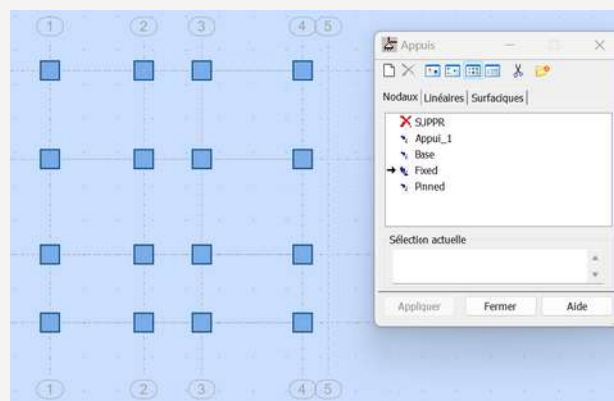 1 2 3 4 5
Appuis
Nodaux Linéaires Surfaciques
SUPPR
Appui_1
Base
Fixed
Pinned
Sélection actuelle
Appliquer Fermer Aide
1 2 3 4 5